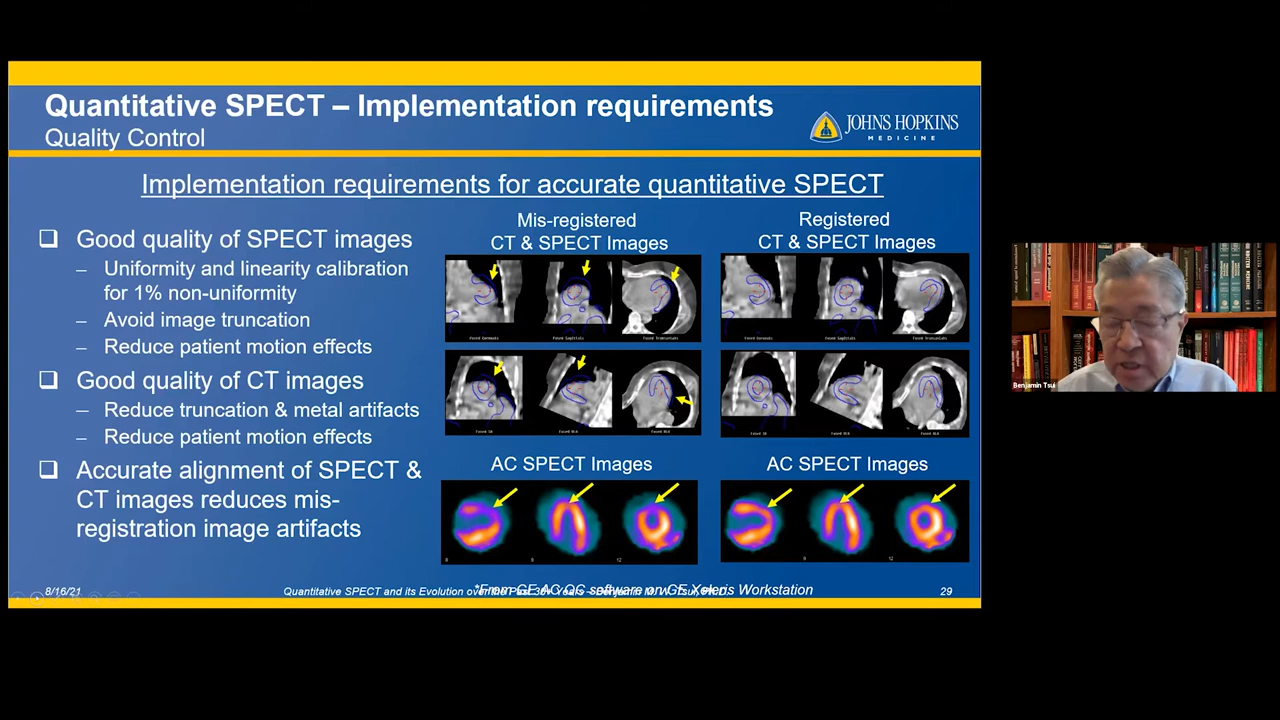 Quantitative SPECT – Implementation requirements
Quality Control
JOHNS HOPKINS
MEDICINE
Implementation requirements for accurate quantitative SPECT
❑ Good quality of SPECT images
– Uniformity and linearity calibration
for 1% non-uniformity
– Avoid image truncation
– Reduce patient motion effects
❑ Good quality of CT images
– Reduce truncation & metal artifacts
– Reduce patient motion effects
❑ Accurate alignment of SPECT &
CT images reduces mis-
registration image artifacts
Mis-registered
CT & SPECT Images
Registered
CT & SPECT Images
AC SPECT Images
AC SPECT Images
8/16/21
Quantitative SPECT and its Evolution over the Past 30+ Years – Benjamin M. W. Tsui, Ph.D.
*From GE AC QC software on GE Xeleris Workstation
29
Benjamin Tsui